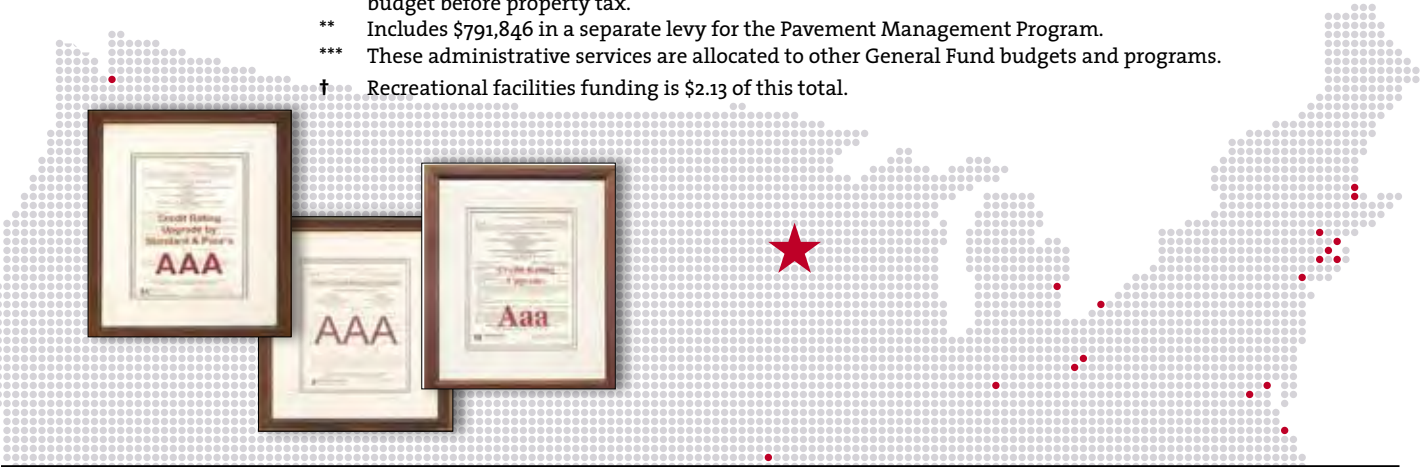 budget before property tax.
** Includes $791,846 in a separate levy for the Pavement Management Program.
*** These administrative services are allocated to other General Fund budgets and programs.
† Recreational facilities funding is $2.13 of this total.
Credit Rating
Upgrade by
Standard & Poor's
AAA
AAA
Credit Rating
Upgrade
Aaa